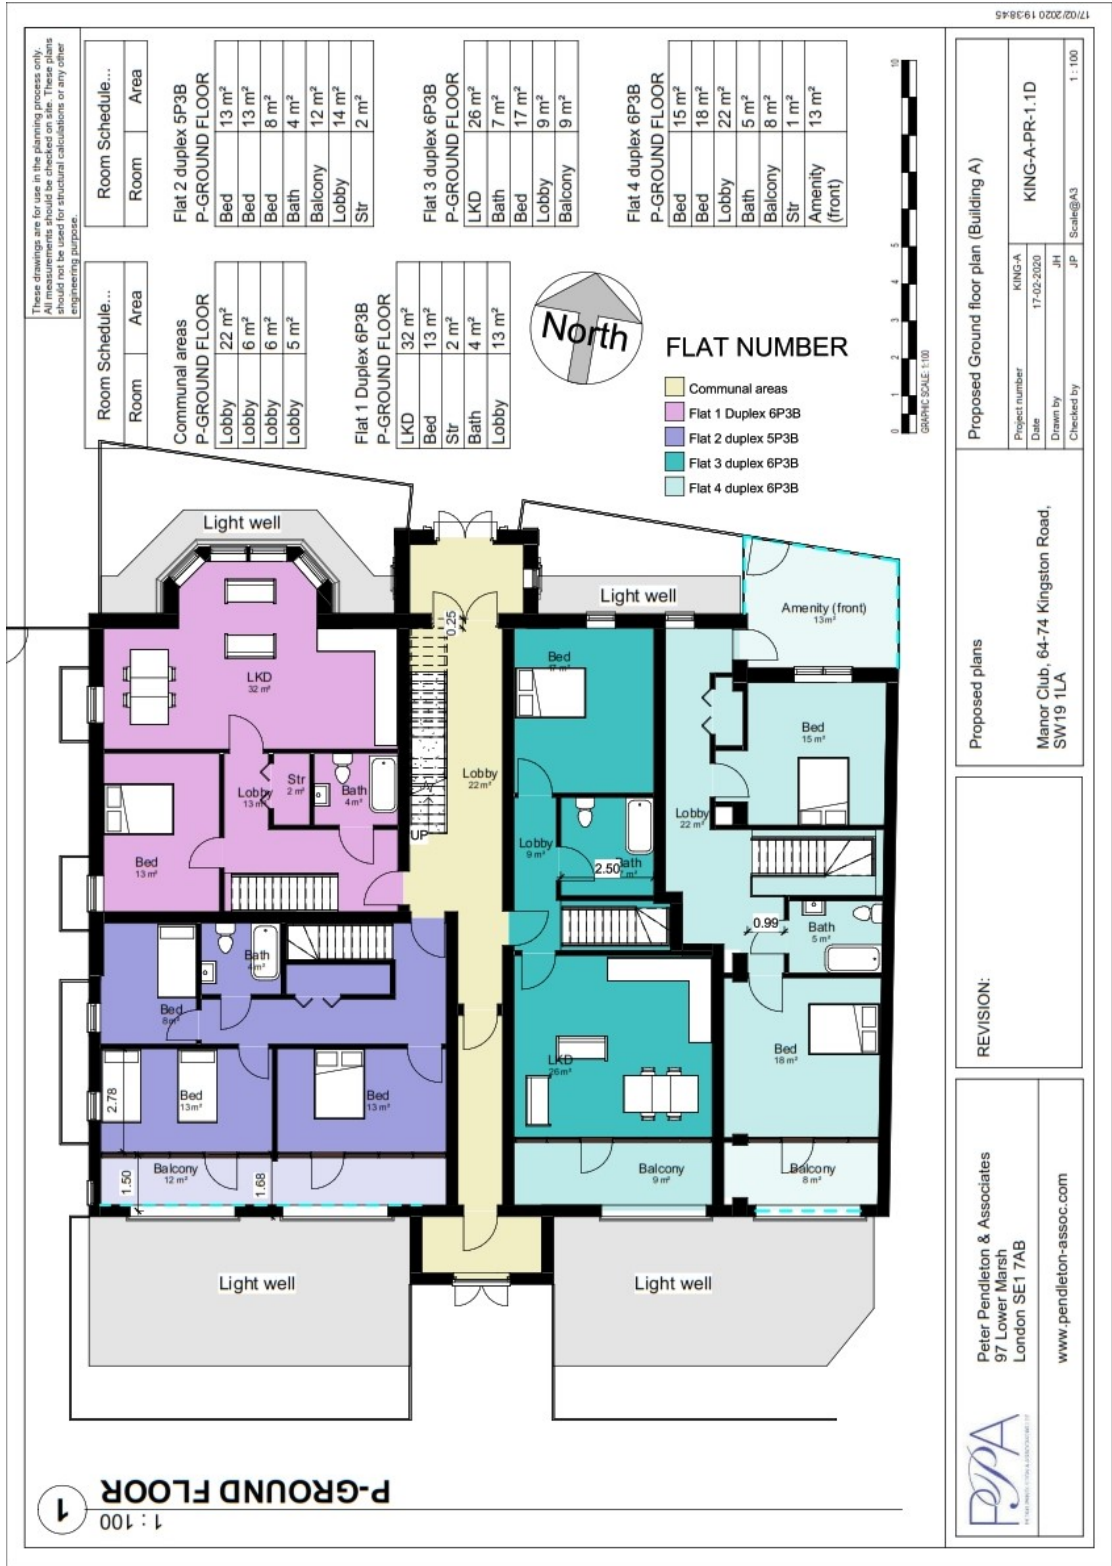 17/02/2020 19:38:45
These drawings are for use in the planning process only.
All measurements should be checked on site. These plans
should not be used for structural calculations or any other
engineering purpose.
Room Schedule...
Room Area
Communal areas
P-GROUND FLOOR
Lobby 22 m²
Lobby 6 m²
Lobby 6 m²
Lobby 5 m²
Flat 1 Duplex 6P3B
P-GROUND FLOOR
LKD 32 m²
Bed 13 m²
Str 2 m²
Bath 4 m²
Lobby 13 m²
Room Schedule...
Room Area
Flat 2 duplex 5P3B
P-GROUND FLOOR
Bed 13 m²
Bed 13 m²
Bed 8 m²
Bath 4 m²
Balcony 12 m²
Lobby 14 m²
Str 2 m²
Flat 3 duplex 6P3B
P-GROUND FLOOR
LKD 26 m²
Bath 7 m²
Bed 17 m²
Lobby 9 m²
Balcony 9 m²
Flat 4 duplex 6P3B
P-GROUND FLOOR
Bed 15 m²
Bed 18 m²
Lobby 22 m²
Bath 5 m²
Balcony 8 m²
Str 1 m²
Amenity 13 m²
(front)
North
FLAT NUMBER
Communal areas
Flat 1 Duplex 6P3B
Flat 2 duplex 5P3B
Flat 3 duplex 6P3B
Flat 4 duplex 6P3B
0 1 2 3 4 5 10
GRAPHIC SCALE: 1:100
Light well
Light well
Amenity (front)
13 m²
0.25
LKD
32 m²
Bed
17 m²
Bed
15 m²
Lobby
22 m²
Str
2 m²
Lobby
13 m²
Bath
4 m²
UP
Lobby
22 m²
Lobby
9 m²
Bed
13 m²
2.50
Bath
7 m²
0.99
Bath
5 m²
Bath
4 m²
Bed
8 m²
Bed
18 m²
LKD
26 m²
2.78
Bed
13 m²
Bed
13 m²
Balcony
12 m²
1.50
1.68
Balcony
9 m²
Balcony
8 m²
Light well
Light well
1
P-GROUND FLOOR
1 : 100
Peter Pendleton & Associates
97 Lower Marsh
London SE1 7AB
www.pendleton-assoc.com
PPA
REVISION:
Proposed plans
Manor Club, 64-74 Kingston Road,
SW19 1LA
Proposed Ground floor plan (Building A)
Project number KING-A
Date 17-02-2020
Drawn by JH
Checked by JP
KING-A-PR-1.1D
Scale@A3 1 : 100